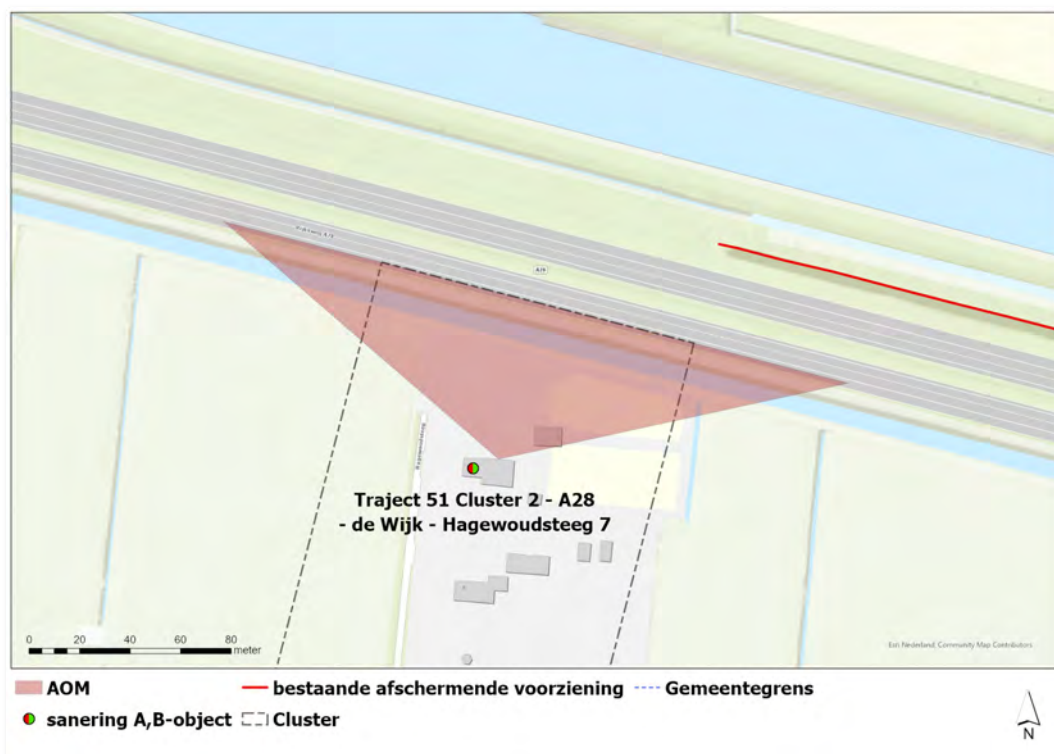 A28
Traject 51 Cluster 2 - A28
- de Wijk - Hagewoudsteeg 7
0 20 40 60 80
meter
Esri Nederland, Community Map Contributors
AOM
bestaande afschermende voorziening
Gemeentegrens
sanering A,B-object
Cluster
N